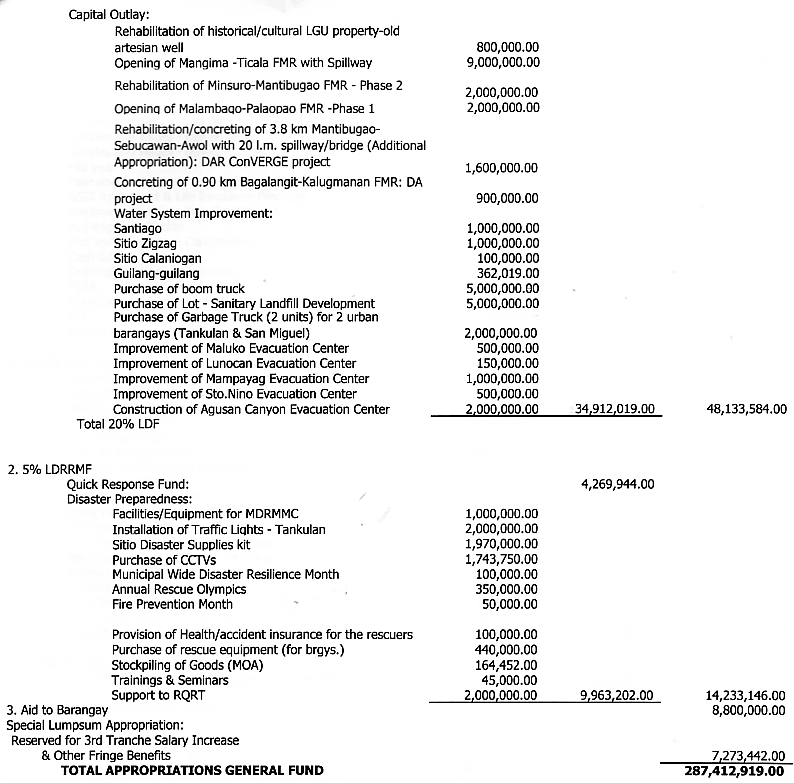 Capital Outlay:
Rehabilitation of historical/cultural LGU property-old
artesian well 800,000.00
Opening of Mangima -Ticala FMR with Spillway 9,000,000.00
Rehabilitation of Minsuro-Mantibugao FMR - Phase 2 2,000,000.00
Opening of Malambago-Palaopao FMR -Phase 1 2,000,000.00
Rehabilitation/concreting of 3.8 km Mantibugao-
Sebucawan-Awol with 20 l.m. spillway/bridge (Additional
Appropriation): DAR ConVERGE project 1,600,000.00
Concreting of 0.90 km Bagalangit-Kalugmanan FMR: DA
project 900,000.00
Water System Improvement:
Santiago 1,000,000.00
Sitio Zigzag 1,000,000.00
Sitio Calaniogan 100,000.00
Guilang-guilang 362,019.00
Purchase of boom truck 5,000,000.00
Purchase of Lot - Sanitary Landfill Development 5,000,000.00
Purchase of Garbage Truck (2 units) for 2 urban
barangays (Tankulan & San Miguel) 2,000,000.00
Improvement of Maluko Evacuation Center 500,000.00
Improvement of Lunocan Evacuation Center 150,000.00
Improvement of Mampayag Evacuation Center 1,000,000.00
Improvement of Sto.Nino Evacuation Center 500,000.00
Construction of Agusan Canyon Evacuation Center 2,000,000.00 34,912,019.00 48,133,584.00
Total 20% LDF
2. 5% LDRRMF
Quick Response Fund: 4,269,944.00
Disaster Preparedness:
Facilities/Equipment for MDRMMC 1,000,000.00
Installation of Traffic Lights - Tankulan 2,000,000.00
Sitio Disaster Supplies kit 1,970,000.00
Purchase of CCTVs 1,743,750.00
Municipal Wide Disaster Resilience Month 100,000.00
Annual Rescue Olympics 350,000.00
Fire Prevention Month 50,000.00
Provision of Health/accident insurance for the rescuers 100,000.00
Purchase of rescue equipment (for brgys.) 440,000.00
Stockpiling of Goods (MOA) 164,452.00
Trainings & Seminars 45,000.00
Support to RQRT 2,000,000.00 9,963,202.00 14,233,146.00
3. Aid to Barangay 8,800,000.00
Special Lumpsum Appropriation:
Reserved for 3rd Tranche Salary Increase
& Other Fringe Benefits 7,273,442.00
TOTAL APPROPRIATIONS GENERAL FUND 287,412,919.00